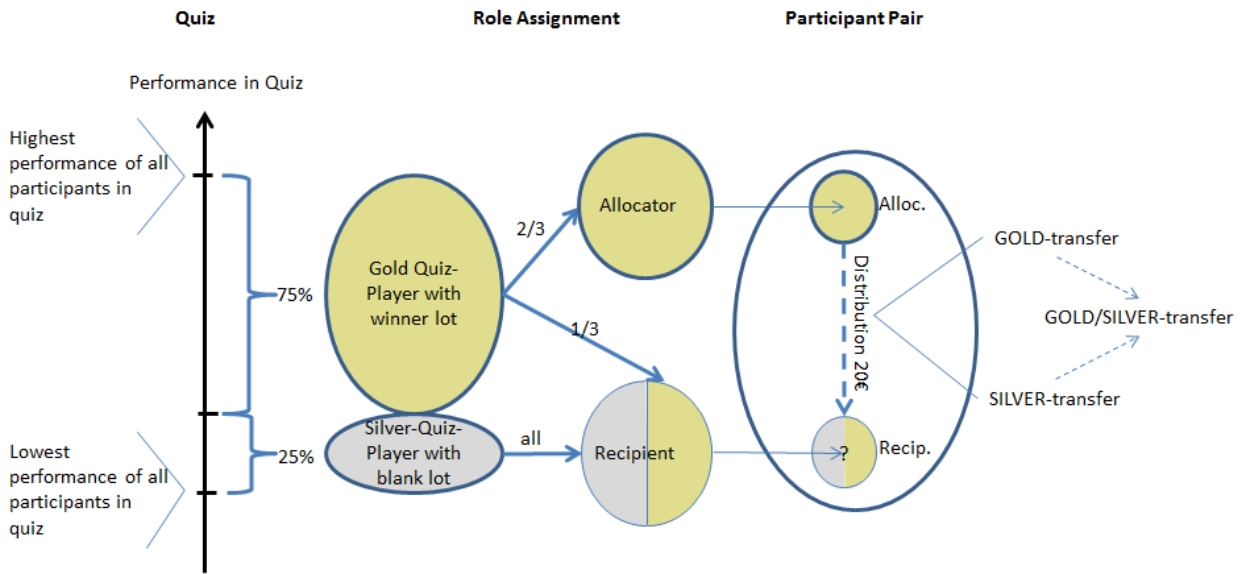 Quiz
Role Assignment
Participant Pair
Performance in Quiz
Highest
performance of all
participants in
quiz
75%
25%
Lowest
performance of all
participants in
quiz
Gold Quiz-
Player with
winner lot
Silver-Quiz-
Player with
blank lot
2/3
1/3
all
Allocator
Recipient
Alloc.
Distribution 20€
?
Recip.
GOLD-transfer
GOLD/SILVER-transfer
SILVER-transfer